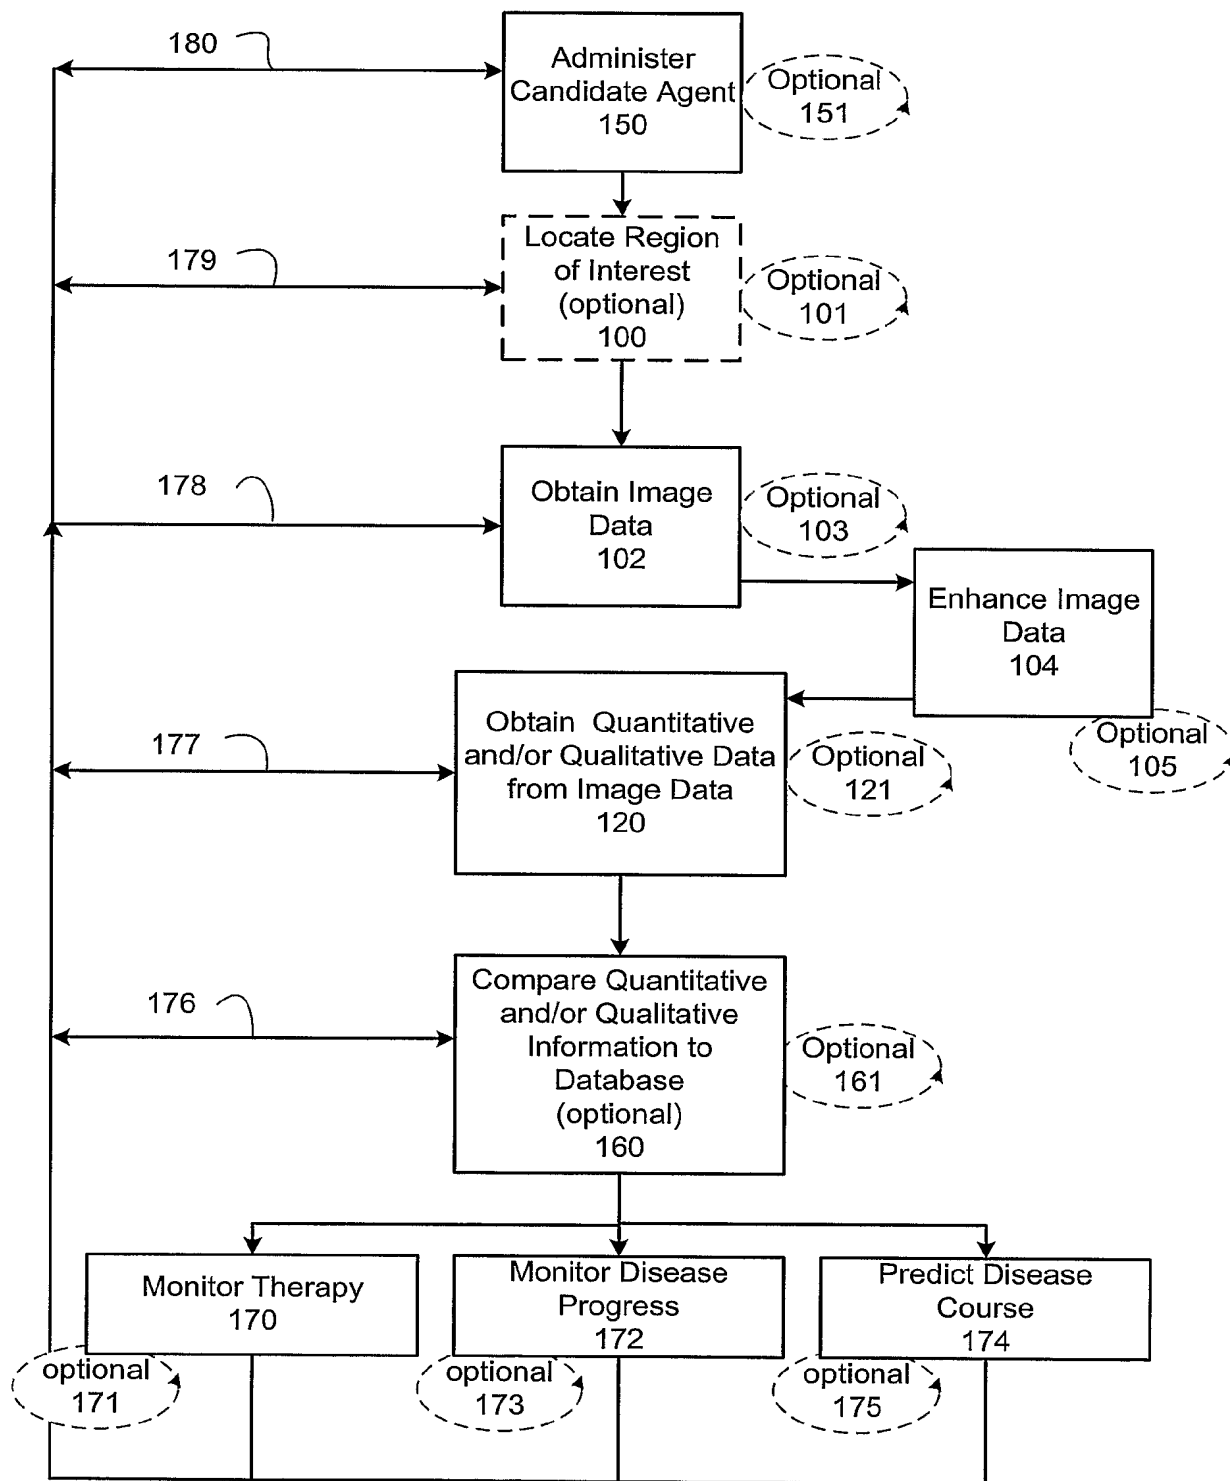 180
Administer
Candidate Agent
150
Optional
151
179
Locate Region
of Interest
(optional)
100
Optional
101
178
Obtain Image
Data
102
Optional
103
Enhance Image
Data
104
Optional
105
177
Obtain Quantitative
and/or Qualitative Data
from Image Data
120
Optional
121
176
Compare Quantitative
and/or Qualitative
Information to
Database
(optional)
160
Optional
161
Monitor Therapy
170
optional
171
Monitor Disease
Progress
172
optional
173
Predict Disease
Course
174
optional
175